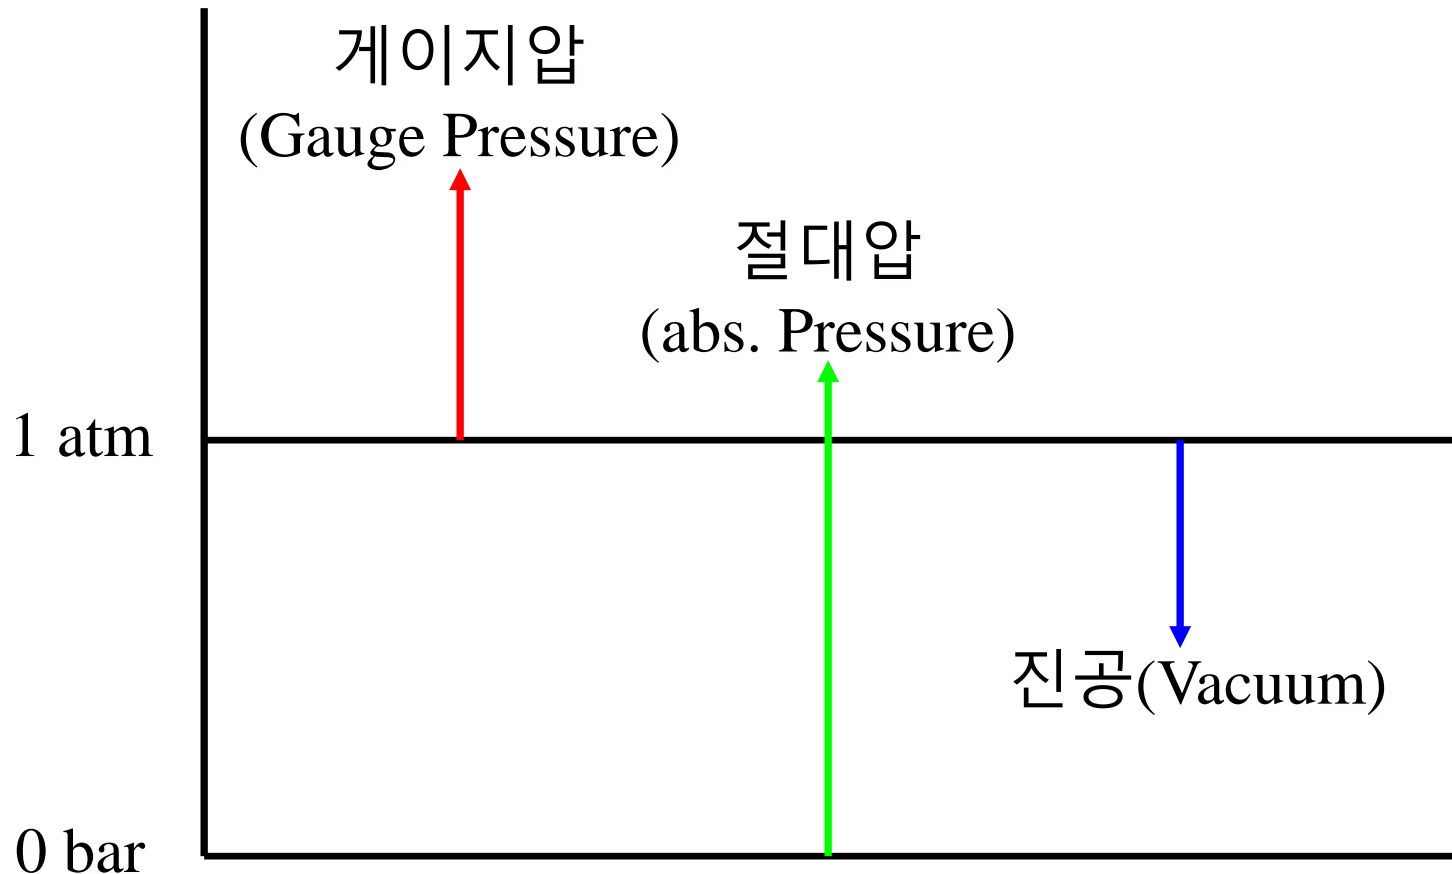 게이지압
(Gauge Pressure)
절대압
(abs. Pressure)
1 atm
진공(Vacuum)
0 bar